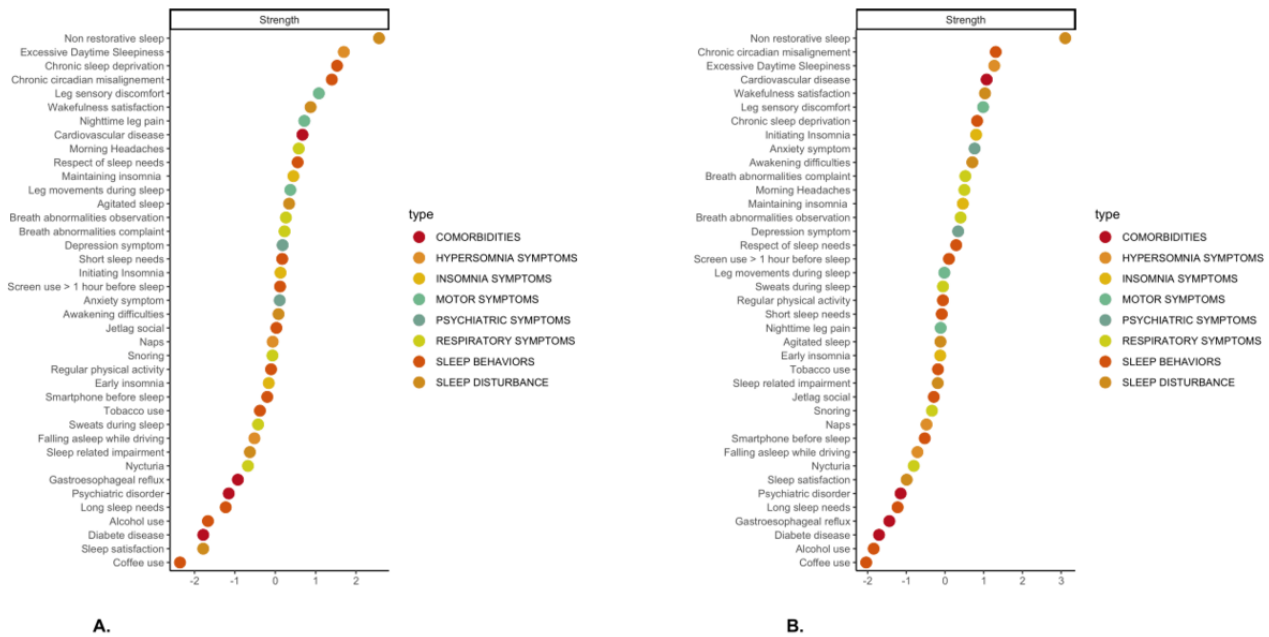 Strength
Non restorative sleep
Excessive Daytime Sleepiness
Chronic sleep deprivation
Chronic circadian misalignement
Leg sensory discomfort
Wakefulness satisfaction
Nighttime leg pain
Cardiovascular disease
Morning Headaches
Respect of sleep needs
Maintaining insomnia
Leg movements during sleep
Agitated sleep
Breath abnormalities observation
Breath abnormalities complaint
Depression symptom
Short sleep needs
Initiating Insomnia
Screen use > 1 hour before sleep
Anxiety symptom
Awakening difficulties
Jetlag social
Naps
Snoring
Regular physical activity
Early insomnia
Smartphone before sleep
Tobacco use
Sweats during sleep
Falling asleep while driving
Sleep related impairment
Nycturia
Gastroesophageal reflux
Psychiatric disorder
Long sleep needs
Alcohol use
Diabete disease
Sleep satisfaction
Coffee use
-2 -1 0 1 2
type
COMORBIDITIES
HYPERSOMNIA SYMPTOMS
INSOMNIA SYMPTOMS
MOTOR SYMPTOMS
PSYCHIATRIC SYMPTOMS
RESPIRATORY SYMPTOMS
SLEEP BEHAVIORS
SLEEP DISTURBANCE
A.
Strength
Non restorative sleep
Chronic circadian misalignement
Excessive Daytime Sleepiness
Cardiovascular disease
Wakefulness satisfaction
Leg sensory discomfort
Chronic sleep deprivation
Initiating Insomnia
Anxiety symptom
Awakening difficulties
Breath abnormalities complaint
Morning Headaches
Maintaining insomnia
Breath abnormalities observation
Depression symptom
Respect of sleep needs
Screen use > 1 hour before sleep
Leg movements during sleep
Sweats during sleep
Regular physical activity
Short sleep needs
Nighttime leg pain
Agitated sleep
Early insomnia
Tobacco use
Sleep related impairment
Jetlag social
Snoring
Naps
Smartphone before sleep
Falling asleep while driving
Nycturia
Sleep satisfaction
Psychiatric disorder
Long sleep needs
Gastroesophageal reflux
Diabete disease
Alcohol use
Coffee use
-2 -1 0 1 2 3
type
COMORBIDITIES
HYPERSOMNIA SYMPTOMS
INSOMNIA SYMPTOMS
MOTOR SYMPTOMS
PSYCHIATRIC SYMPTOMS
RESPIRATORY SYMPTOMS
SLEEP BEHAVIORS
SLEEP DISTURBANCE
B.